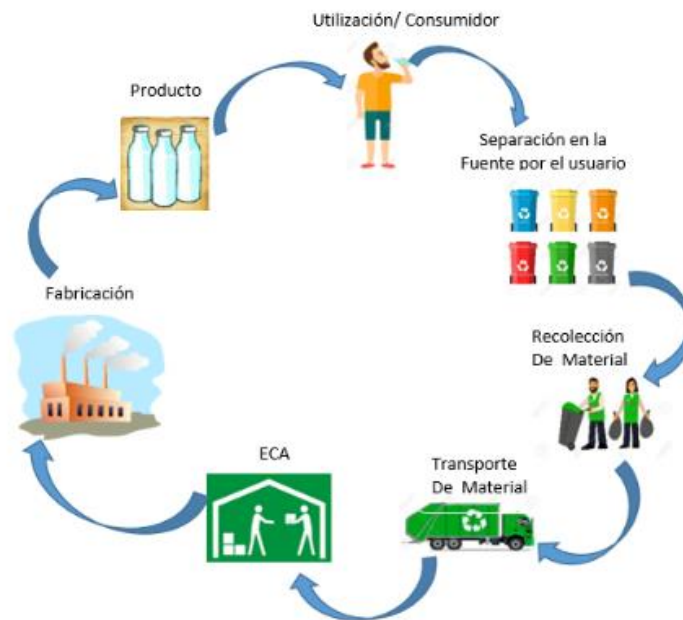 Utilización/ Consumidor
Producto
Separación en la
Fuente por el usuario
Fabricación
Recolección
De Material
ECA
Transporte
De Material